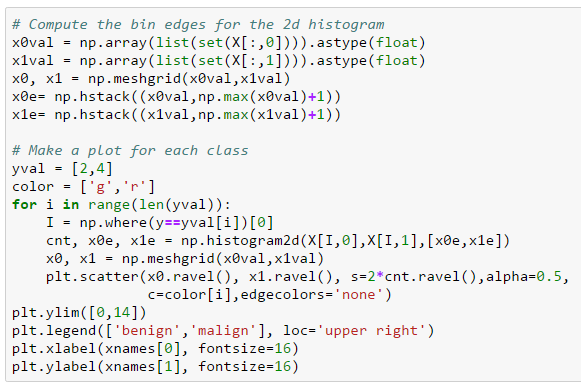 # Compute the bin edges for the 2d histogram
x0val = np.array(list(set(X[:,0]))).astype(float)
x1val = np.array(list(set(X[:,1]))).astype(float)
x0, x1 = np.meshgrid(x0val,x1val)
x0e= np.hstack((x0val,np.max(x0val)+1))
x1e= np.hstack((x1val,np.max(x1val)+1))

# Make a plot for each class
yval = [2,4]
color = ['g','r']
for i in range(len(yval)):
    I = np.where(y==yval[i])[0]
    cnt, x0e, x1e = np.histogram2d(X[I,0],X[I,1],[x0e,x1e])
    x0, x1 = np.meshgrid(x0val,x1val)
    plt.scatter(x0.ravel(), x1.ravel(), s=2*cnt.ravel(),alpha=0.5,
                c=color[i],edgecolors='none')
plt.ylim([0,14])
plt.legend(['benign','malign'], loc='upper right')
plt.xlabel(xnames[0], fontsize=16)
plt.ylabel(xnames[1], fontsize=16)